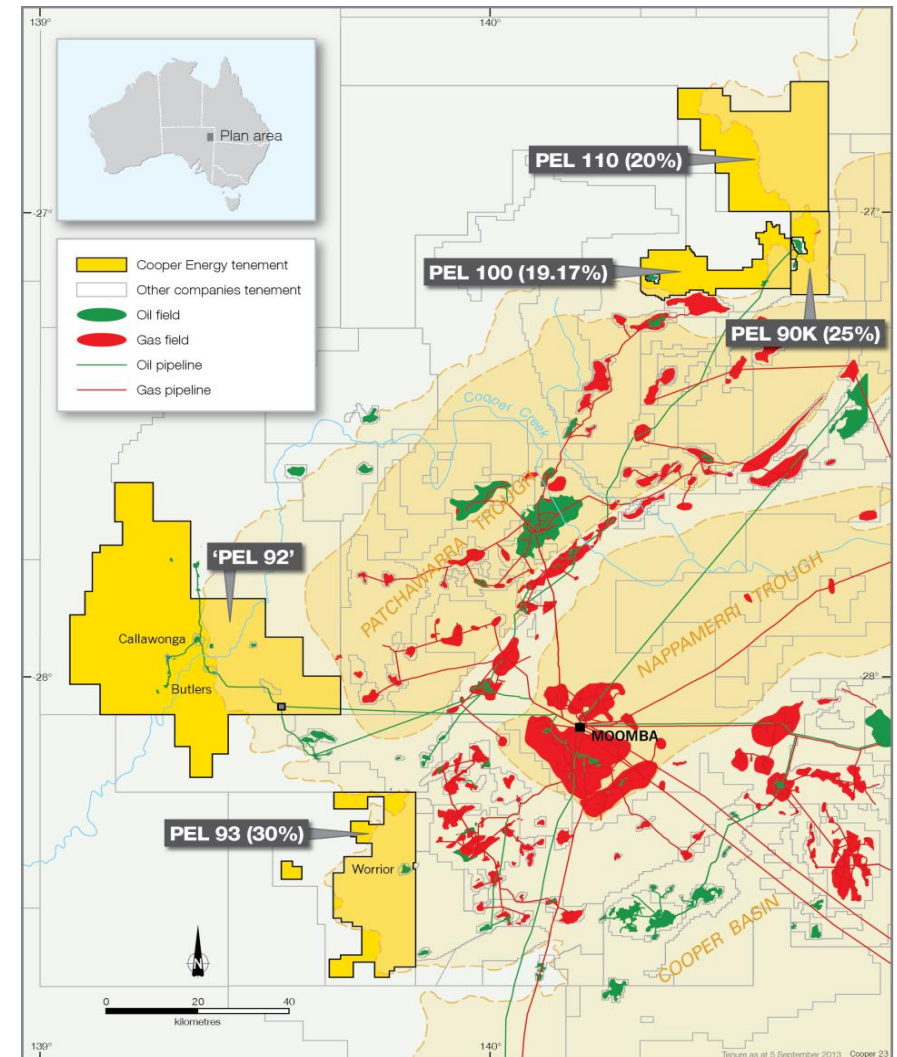 139°
140°
Plan area
PEL 110 (20%)
-27°
-27°
Cooper Energy tenement
Other companies tenement
Oil field
Gas field
Oil pipeline
Gas pipeline
PEL 100 (19.17%)
PEL 90K (25%)
Cooper Creek
PATCHAWARRA TROUGH
‘PEL 92’
NAPPAMERRI TROUGH
Callawonga
Butlers
-28°
-28°
MOOMBA
PEL 93 (30%)
Worrior
COOPER BASIN
N
0 20 40
kilometres
139°
140°
Tenure as at 5 September 2013 Cooper 23